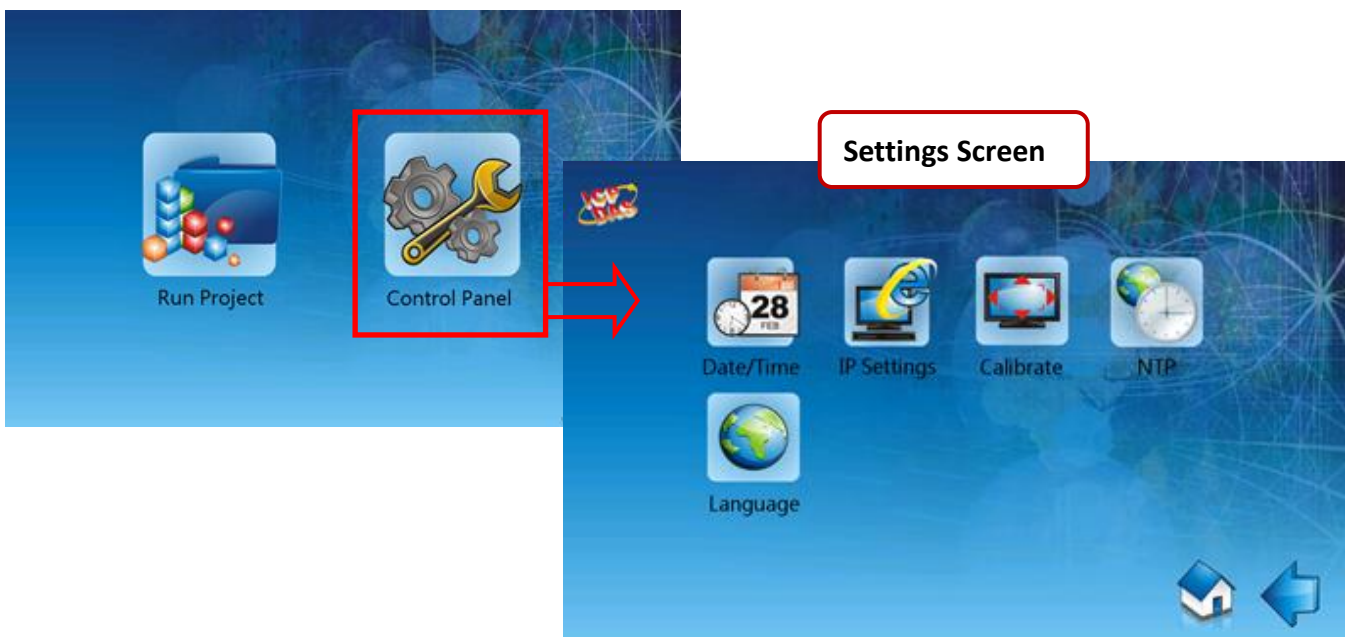 Run Project
Control Panel
Settings Screen
ICP
DAS
28
FEB
Date/Time
IP Settings
Calibrate
NTP
Language